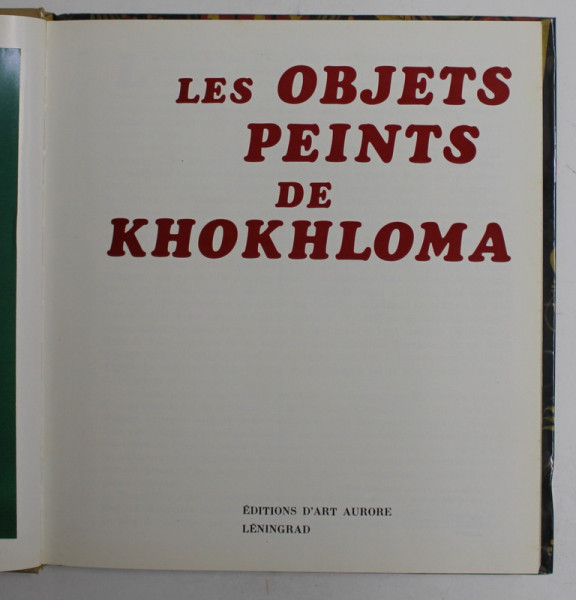 LES OBJETS
PEINTS
DE
KHOKHLOMA
ÉDITIONS D'ART AURORE
LÉNINGRAD